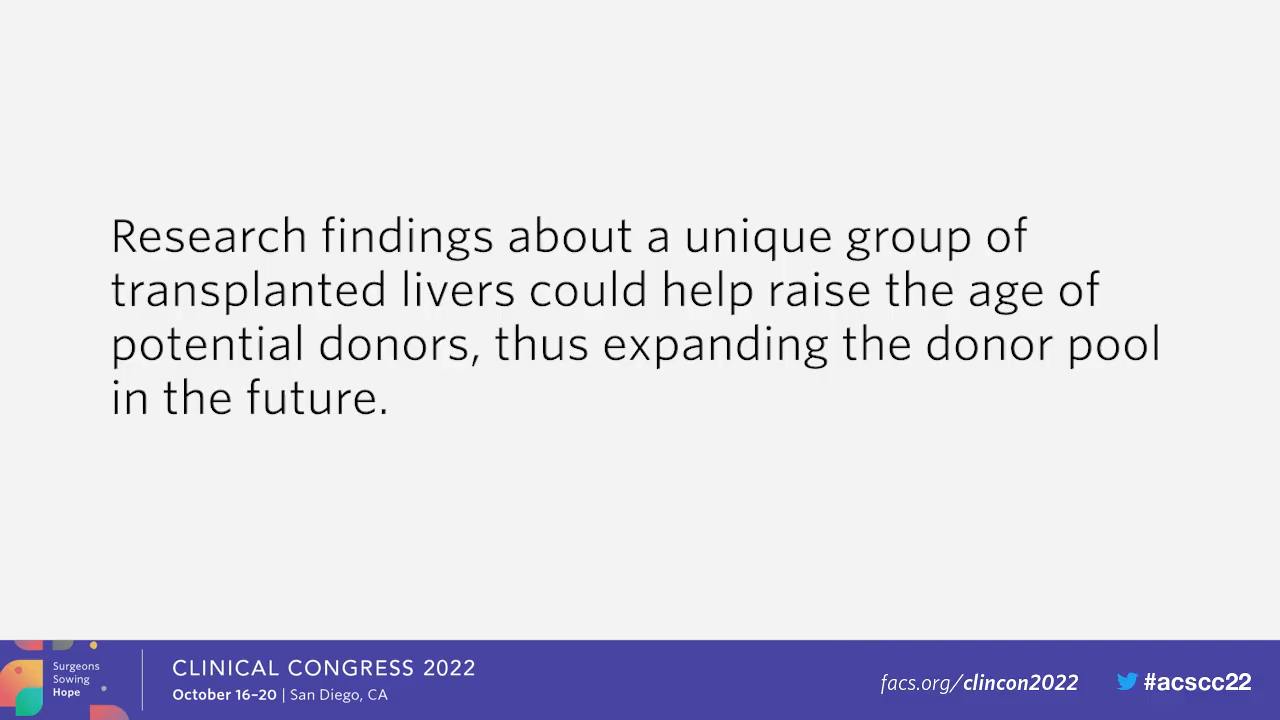 Research findings about a unique group of
transplanted livers could help raise the age of
potential donors, thus expanding the donor pool
in the future.
Surgeons
Sowing
Hope
CLINICAL CONGRESS 2022
October 16–20 | San Diego, CA
facs.org/clincon2022
#acscc22